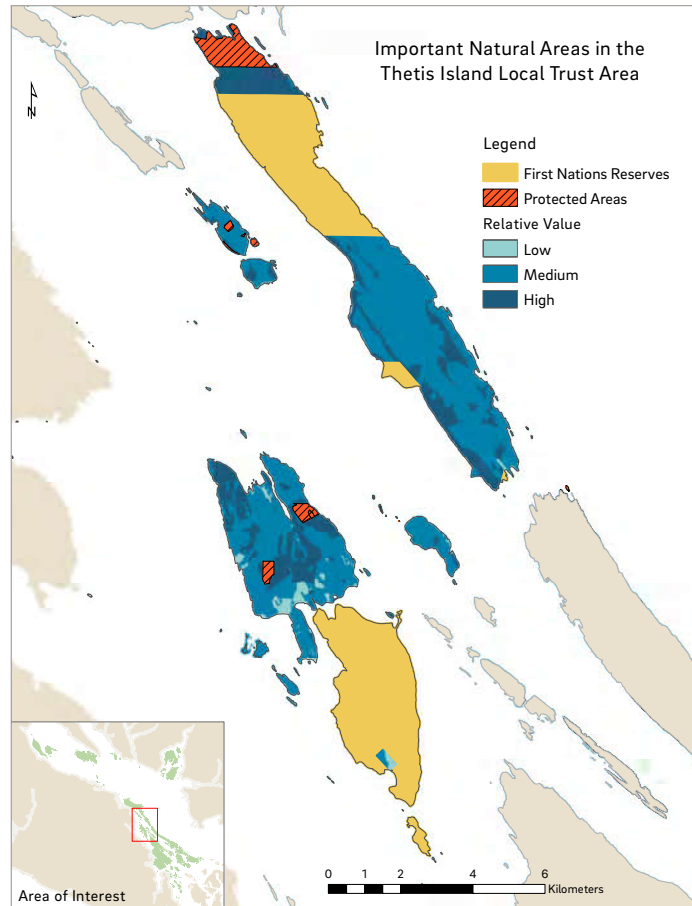 Important Natural Areas in the
Thetis Island Local Trust Area
N
Legend
First Nations Reserves
Protected Areas
Relative Value
Low
Medium
High
0 1 2 4 6
Kilometers
Area of Interest